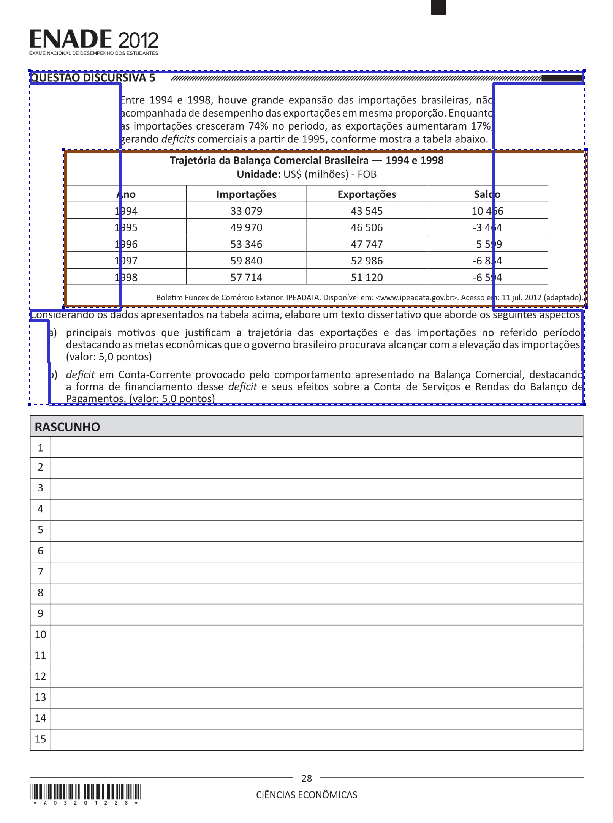 ENADE 2012
EXAME NACIONAL DE DESEMPENHO DOS ESTUDANTES
QUESTÃO DISCURSIVA 5
Entre 1994 e 1998, houve grande expansão das importações brasileiras, não
acompanhada de desempenho das exportações em mesma proporção. Enquanto
as importações cresceram 74% no período, as exportações aumentaram 17%,
gerando deficits comerciais a partir de 1995, conforme mostra a tabela abaixo.
Trajetória da Balança Comercial Brasileira — 1994 e 1998
Unidade: US$ (milhões) - FOB
Ano Importações Exportações Saldo
1994 33 079 43 545 10 466
1995 49 970 46 506 -3 464
1996 53 346 47 747 -5 599
1997 59 840 52 986 -6 854
1998 57 714 51 120 -6 594
Boletim Funcex de Comércio Exterior. IPEADATA. Disponível em: <www.ipeadata.gov.br>. Acesso em: 11 jul. 2012 (adaptado).
Considerando os dados apresentados na tabela acima, elabore um texto dissertativo que aborde os seguintes aspectos:
a) principais motivos que justificam a trajetória das exportações e das importações no referido período,
destacando as metas econômicas que o governo brasileiro procurava alcançar com a elevação das importações;
(valor: 5,0 pontos)
b) deficit em Conta-Corrente provocado pelo comportamento apresentado na Balança Comercial, destacando
a forma de financiamento desse deficit e seus efeitos sobre a Conta de Serviços e Rendas do Balanço de
Pagamentos. (valor: 5,0 pontos)
RASCUNHO
1
2
3
4
5
6
7
8
9
10
11
12
13
14
15
28
CIÊNCIAS ECONÔMICAS
* A 0 3 2 0 1 2 2 8 *